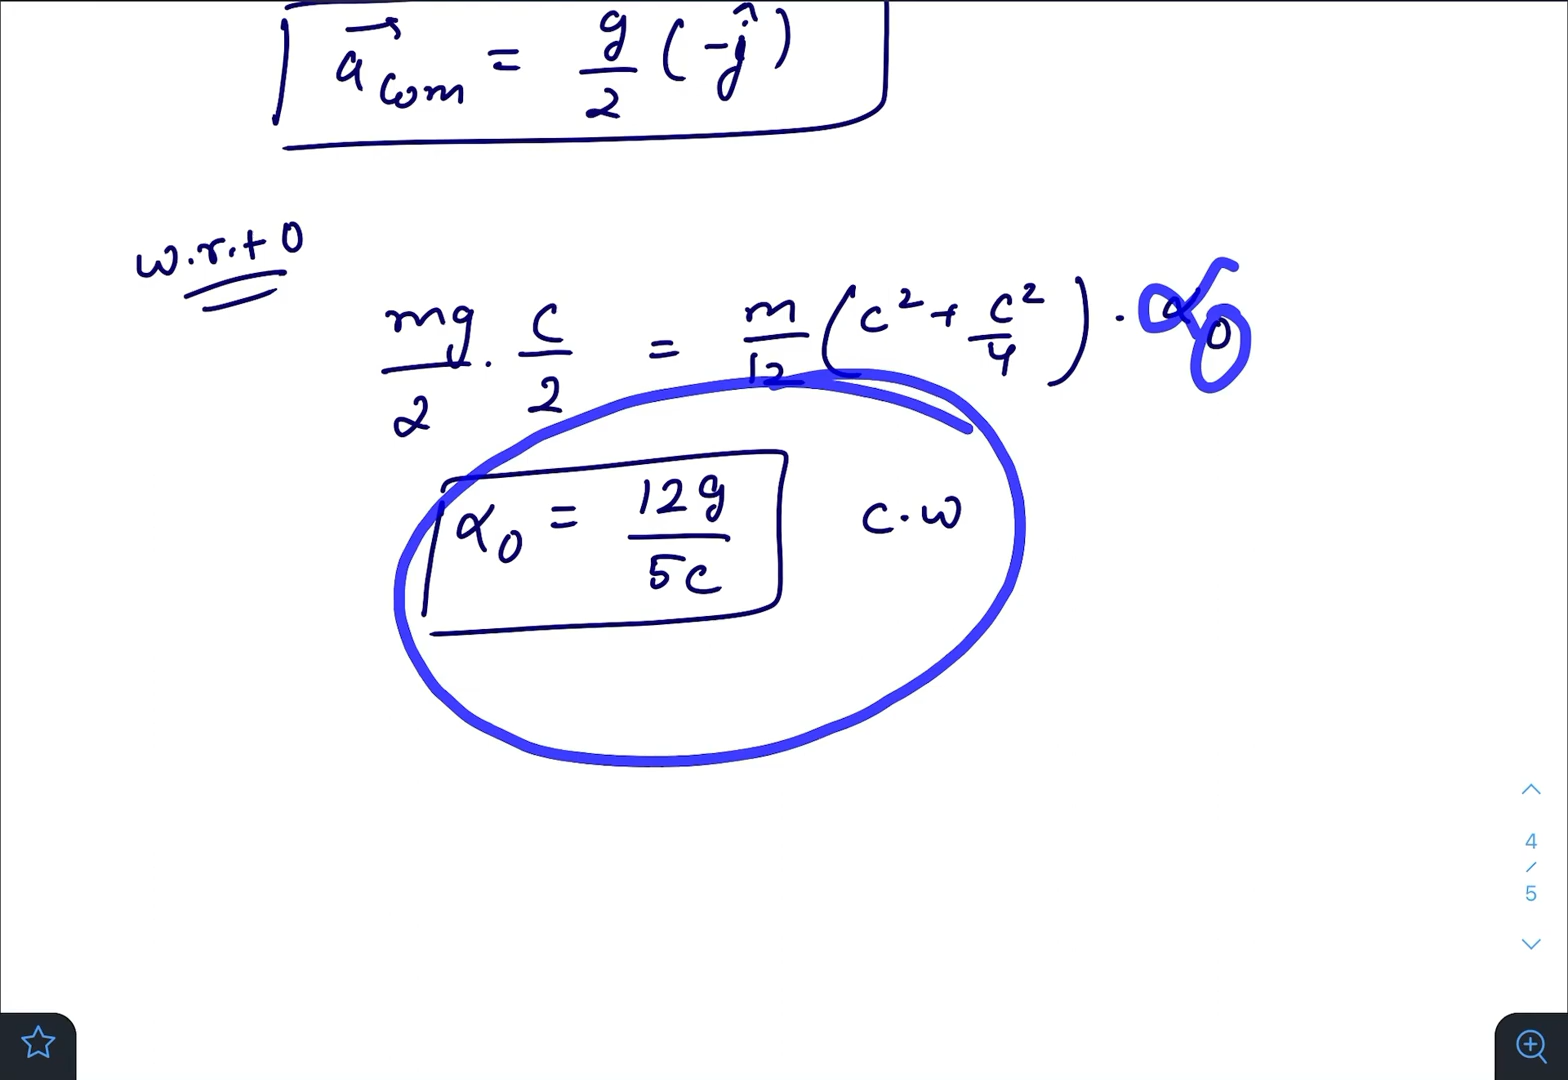 a⃗ com = g/2 (-ĵ)
w.r.t O
mg/2 . c/2 = m/12 (c² + c²/4) . α₀
α₀ = 12g/5c c.w
4
/
5